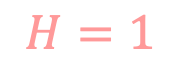 H = 1